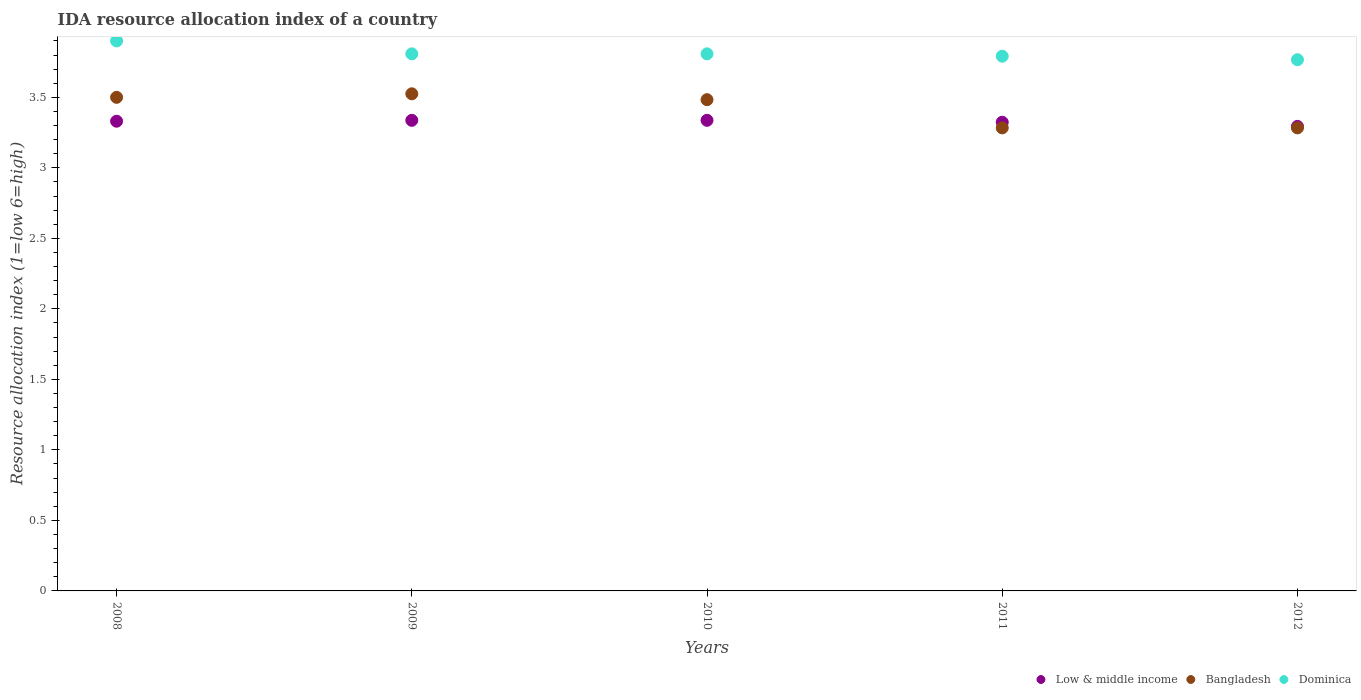 IDA resource allocation index of a country
Resource allocation index (1=low 6=high)
3.5
3
2.5
2
1.5
1
0.5
0
2008
2009
2010
2011
2012
Years
Low & middle income
Bangladesh
Dominica